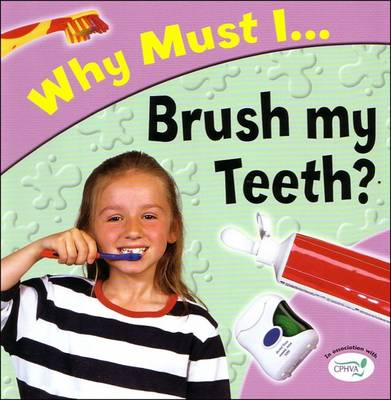 Why Must I...
Brush my
Teeth?
In association with
CPHVA